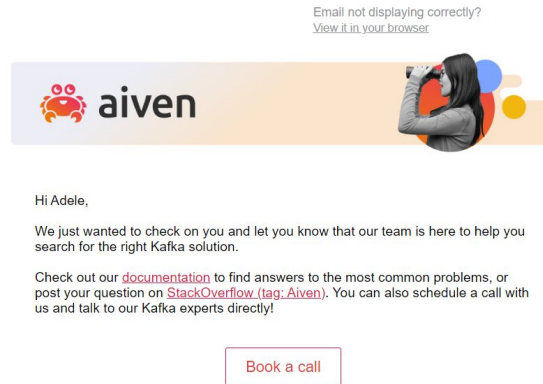 Email not displaying correctly?
View it in your browser
aiven
Hi Adele,
We just wanted to check on you and let you know that our team is here to help you
search for the right Kafka solution.
Check out our documentation to find answers to the most common problems, or
post your question on StackOverflow (tag: Aiven). You can also schedule a call with
us and talk to our Kafka experts directly!
Book a call